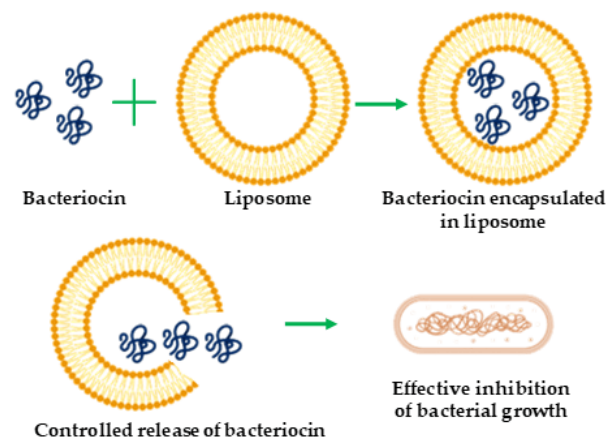 Bacteriocin
Liposome
Bacteriocin encapsulated
in liposome
Controlled release of bacteriocin
Effective inhibition
of bacterial growth